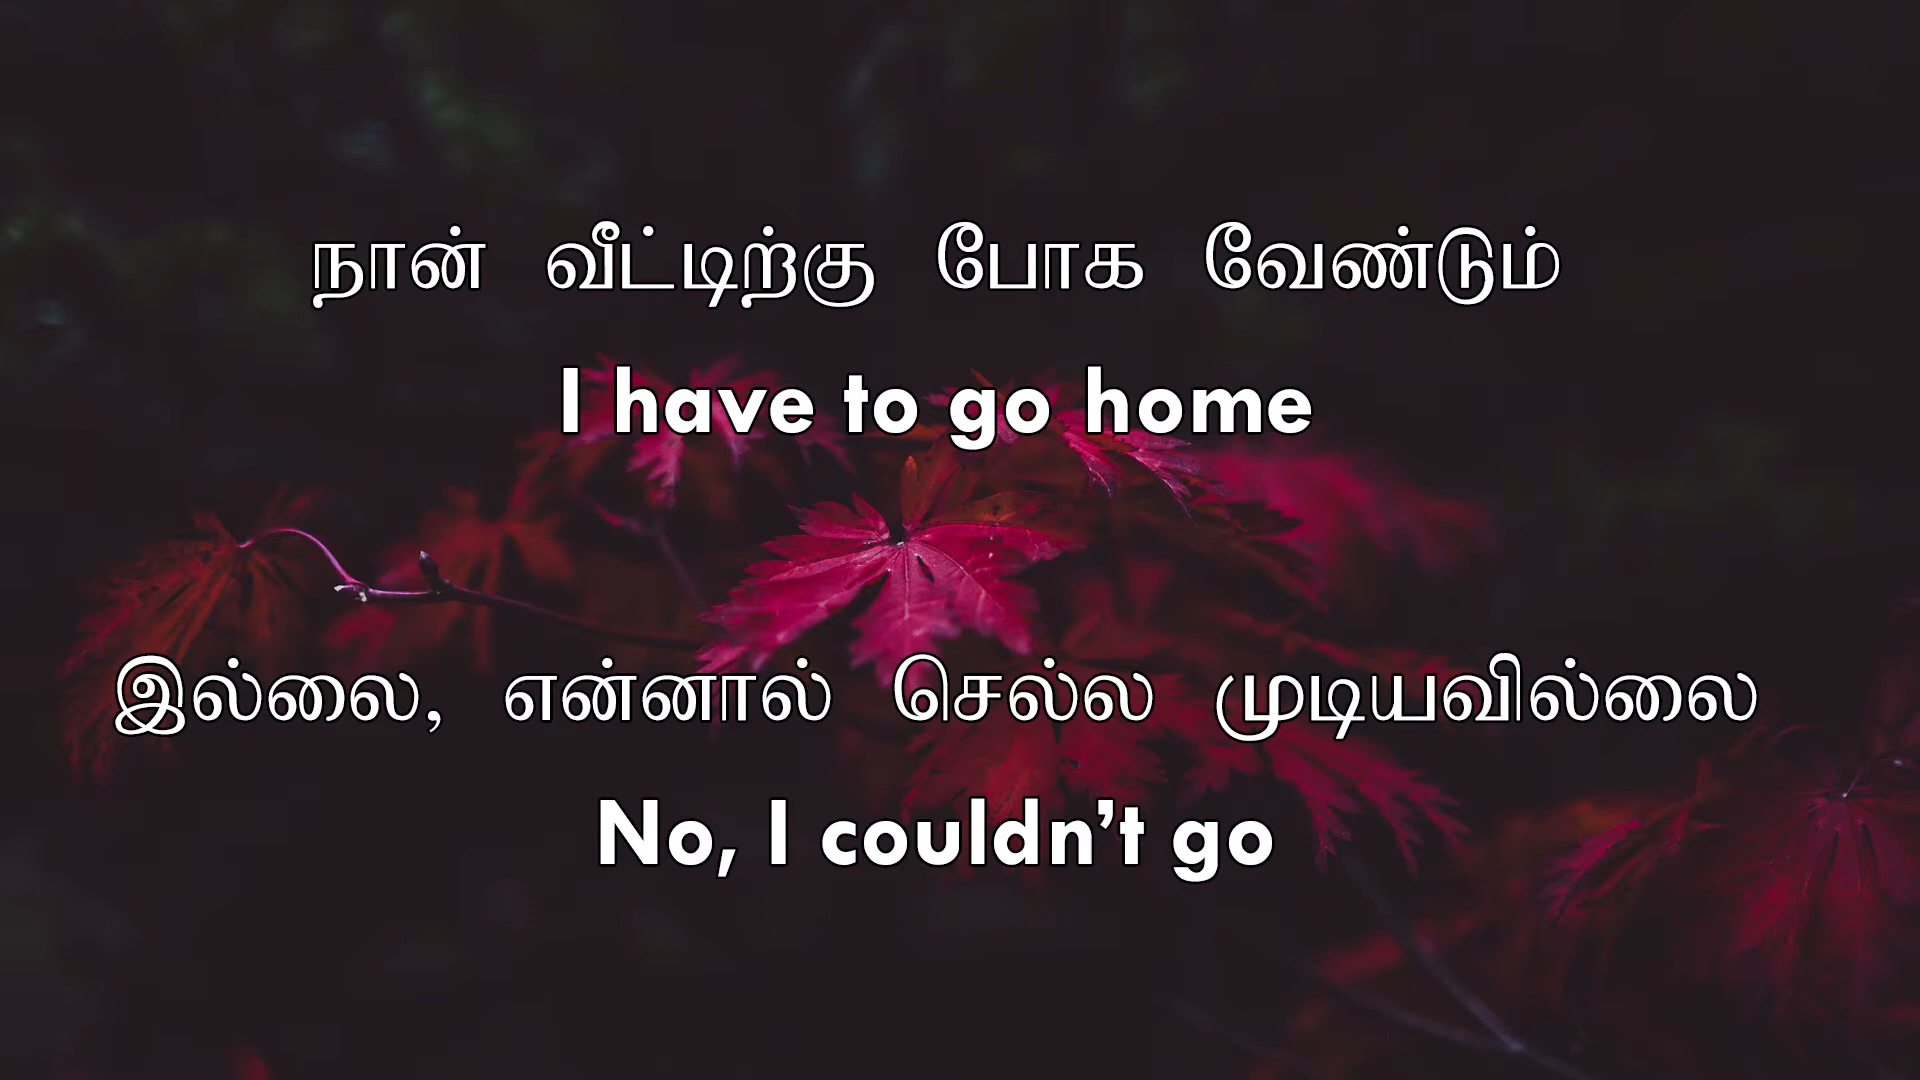 நான் வீட்டிற்கு போக வேண்டும்
I have to go home
இல்லை, என்னால் செல்ல முடியவில்லை
No, I couldn’t go